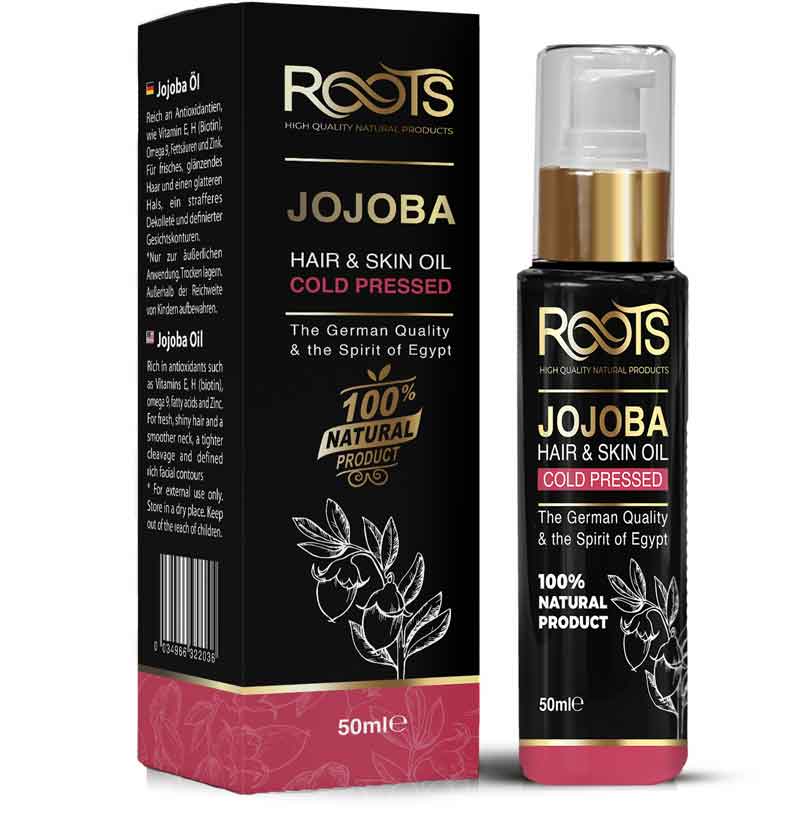 Jojoba Öl
Reich an Antioxidantien,
wie Vitamin E, H (Biotin),
Omega 9, Fettsäuren und Zink.
Für frisches, glänzendes
Haar und einen glatteren
Hals, ein strafferes
Dekolleté und definierter
Gesichtskonturen.
*Nur zur äußerlichen
Anwendung. Trocken lagern.
Außerhalb der Reichweite
von Kindern aufbewahren.
Jojoba Oil
Rich in antioxidants such
as Vitamins E, H (biotin),
omega 9, fatty acids and Zinc.
For fresh, shiny hair and a
smoother neck, a tighter
cleavage and defined
rich facial contours
* For external use only.
Store in a dry place. Keep
out of the reach of children.
0 034966 322036
ROOTS
HIGH QUALITY NATURAL PRODUCTS
JOJOBA
HAIR & SKIN OIL
COLD PRESSED
The German Quality
& the Spirit of Egypt
100%
NATURAL
PRODUCT
50ml℮
ROOTS
HIGH QUALITY NATURAL PRODUCTS
JOJOBA
HAIR & SKIN OIL
COLD PRESSED
The German Quality
& the Spirit of Egypt
100%
NATURAL
PRODUCT
50ml℮